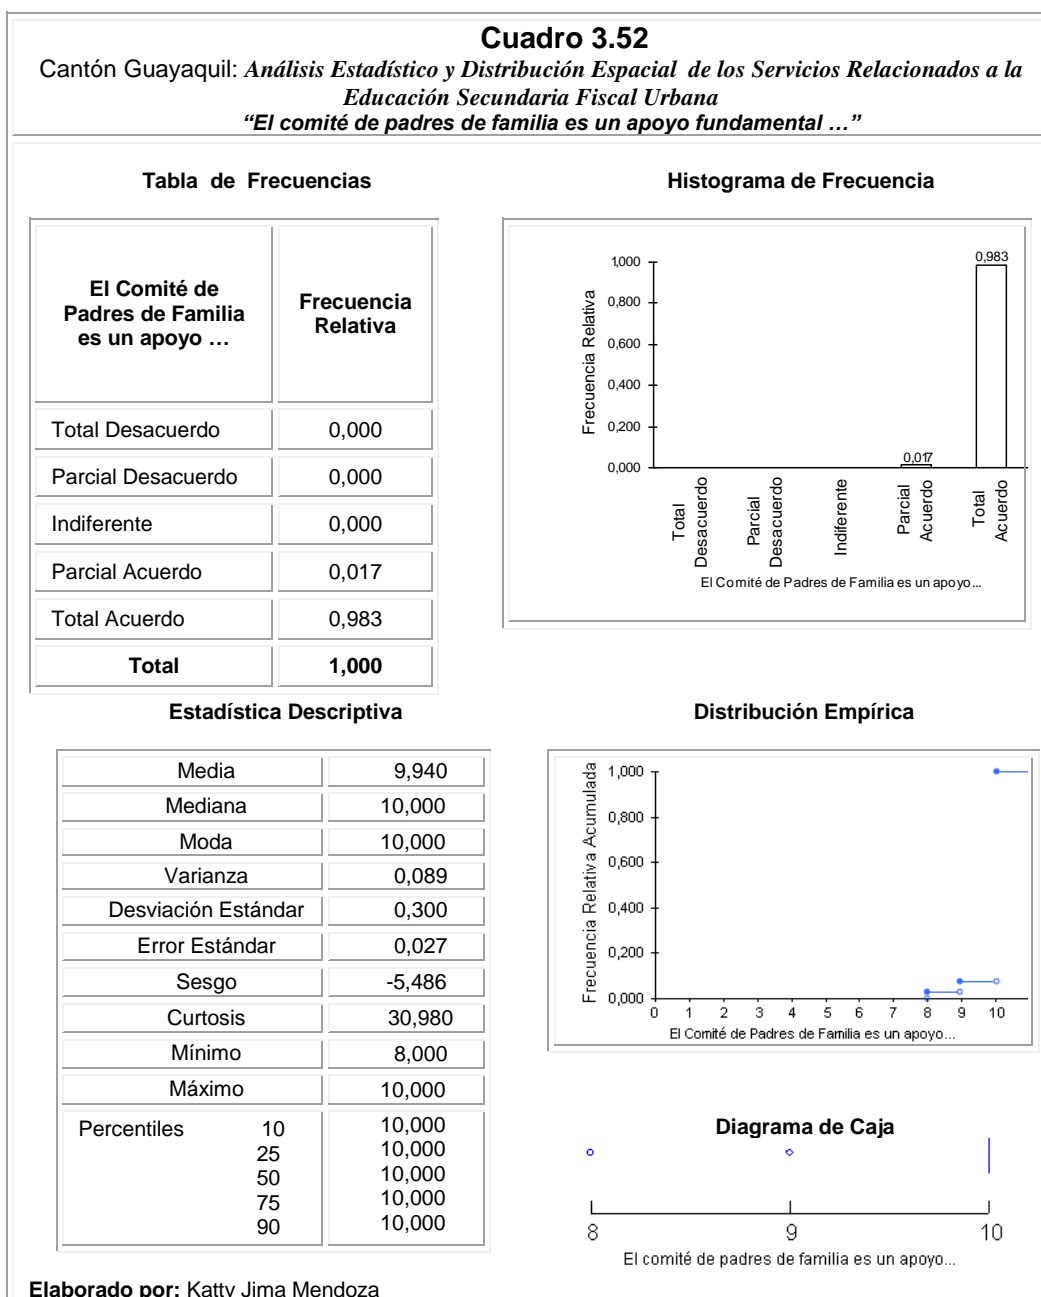 Cuadro 3.52
Cantón Guayaquil: Análisis Estadístico y Distribución Espacial de los Servicios Relacionados a la
Educación Secundaria Fiscal Urbana
“El comité de padres de familia es un apoyo fundamental …”
Tabla de Frecuencias
El Comité de
Padres de Familia
es un apoyo …
Frecuencia
Relativa
Total Desacuerdo 0,000
Parcial Desacuerdo 0,000
Indiferente 0,000
Parcial Acuerdo 0,017
Total Acuerdo 0,983
Total 1,000
Histograma de Frecuencia
Frecuencia Relativa
1,000
0,800
0,600
0,400
0,200
0,000
0,017
0,983
Total
Desacuerdo
Parcial
Desacuerdo
Indiferente
Parcial
Acuerdo
Total
Acuerdo
El Comité de Padres de Familia es un apoyo...
Estadística Descriptiva
Media 9,940
Mediana 10,000
Moda 10,000
Varianza 0,089
Desviación Estándar 0,300
Error Estándar 0,027
Sesgo -5,486
Curtosis 30,980
Mínimo 8,000
Máximo 10,000
Percentiles 10 10,000
25 10,000
50 10,000
75 10,000
90 10,000
Distribución Empírica
Frecuencia Relativa Acumulada
1,000
0,800
0,600
0,400
0,200
0,000
0 1 2 3 4 5 6 7 8 9 10
El Comité de Padres de Familia es un apoyo...
Diagrama de Caja
8 9 10
El comité de padres de familia es un apoyo...
Elaborado por: Katty Jima Mendoza